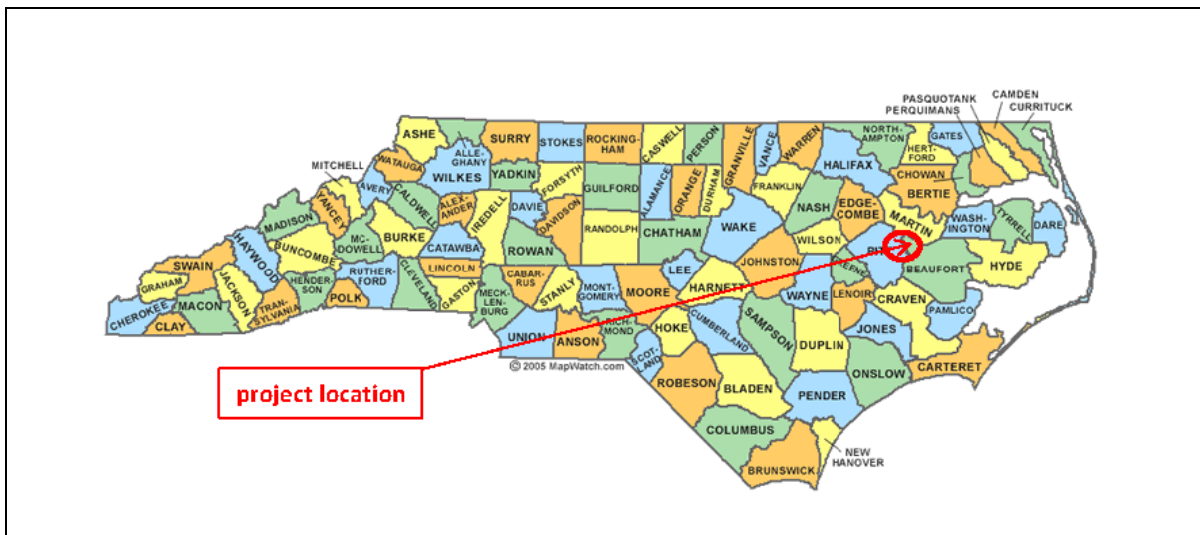 PASQUOTANK
CAMDEN
PERQUIMANS
CURRITUCK
ASHE
ALLE-
GHANY
SURRY
STOKES
ROCKING-
HAM
CASWELL
PERSON
GRANVILLE
VANCE
WARREN
NORTH-
AMPTON
GATES
HERT-
FORD
HALIFAX
MITCHELL
WATAUGA
WILKES
YADKIN
FORSYTH
GUILFORD
ALAMANCE
ORANGE
DURHAM
FRANKLIN
CHOWAN
BERTIE
AVERY
CALDWELL
ALEX-
ANDER
IREDELL
DAVIE
DAVIDSON
RANDOLPH
CHATHAM
WAKE
NASH
EDGE-
COMBE
MARTIN
WASH-
INGTON
TYRRELL
DARE
MADISON
YANCEY
MC-
DOWELL
BURKE
CATAWBA
ROWAN
WILSON
HAYWOOD
BUNCOMBE
RUTHER-
FORD
CLEVELAND
LINCOLN
GASTON
CABAR-
RUS
STANLY
MONT-
GOMERY
MOORE
LEE
HARNETT
JOHNSTON
BEAUFORT
HYDE
SWAIN
GRAHAM
JACKSON
HENDER-
SON
POLK
MECK-
LEN-
BURG
WAYNE
LENOIR
CRAVEN
PAMLICO
CHEROKEE
MACON
CLAY
TRAN-
SYLVANIA
UNION
ANSON
RICH-
MOND
HOKE
CUMBERLAND
SAMPSON
DUPLIN
JONES
© 2005 MapWatch.com
SCOT-
LAND
ROBESON
BLADEN
PENDER
ONSLOW
CARTERET
project location
COLUMBUS
BRUNSWICK
NEW
HANOVER